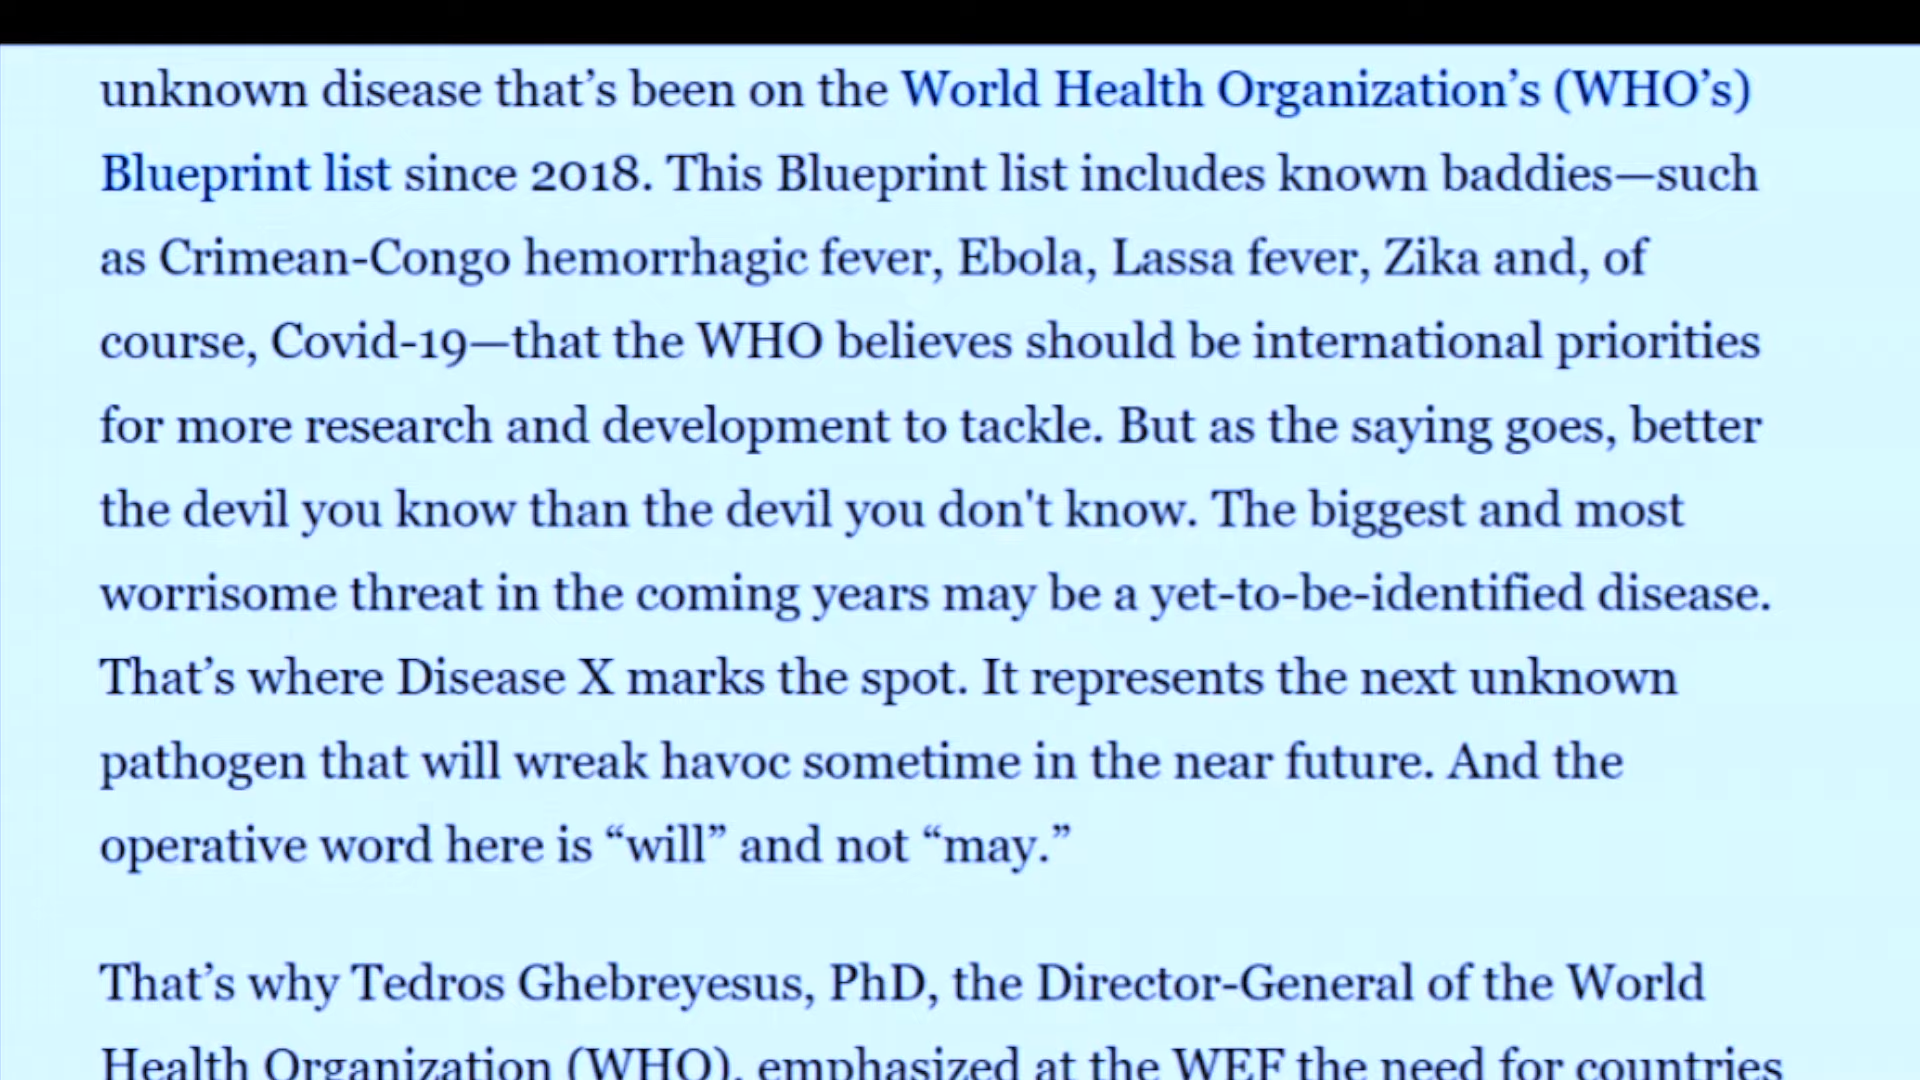 unknown disease that’s been on the World Health Organization’s (WHO’s)
Blueprint list since 2018. This Blueprint list includes known baddies—such
as Crimean-Congo hemorrhagic fever, Ebola, Lassa fever, Zika and, of
course, Covid-19—that the WHO believes should be international priorities
for more research and development to tackle. But as the saying goes, better
the devil you know than the devil you don't know. The biggest and most
worrisome threat in the coming years may be a yet-to-be-identified disease.
That’s where Disease X marks the spot. It represents the next unknown
pathogen that will wreak havoc sometime in the near future. And the
operative word here is “will” and not “may.”
That’s why Tedros Ghebreyesus, PhD, the Director-General of the World
Health Organization (WHO), emphasized at the WEF the need for countries